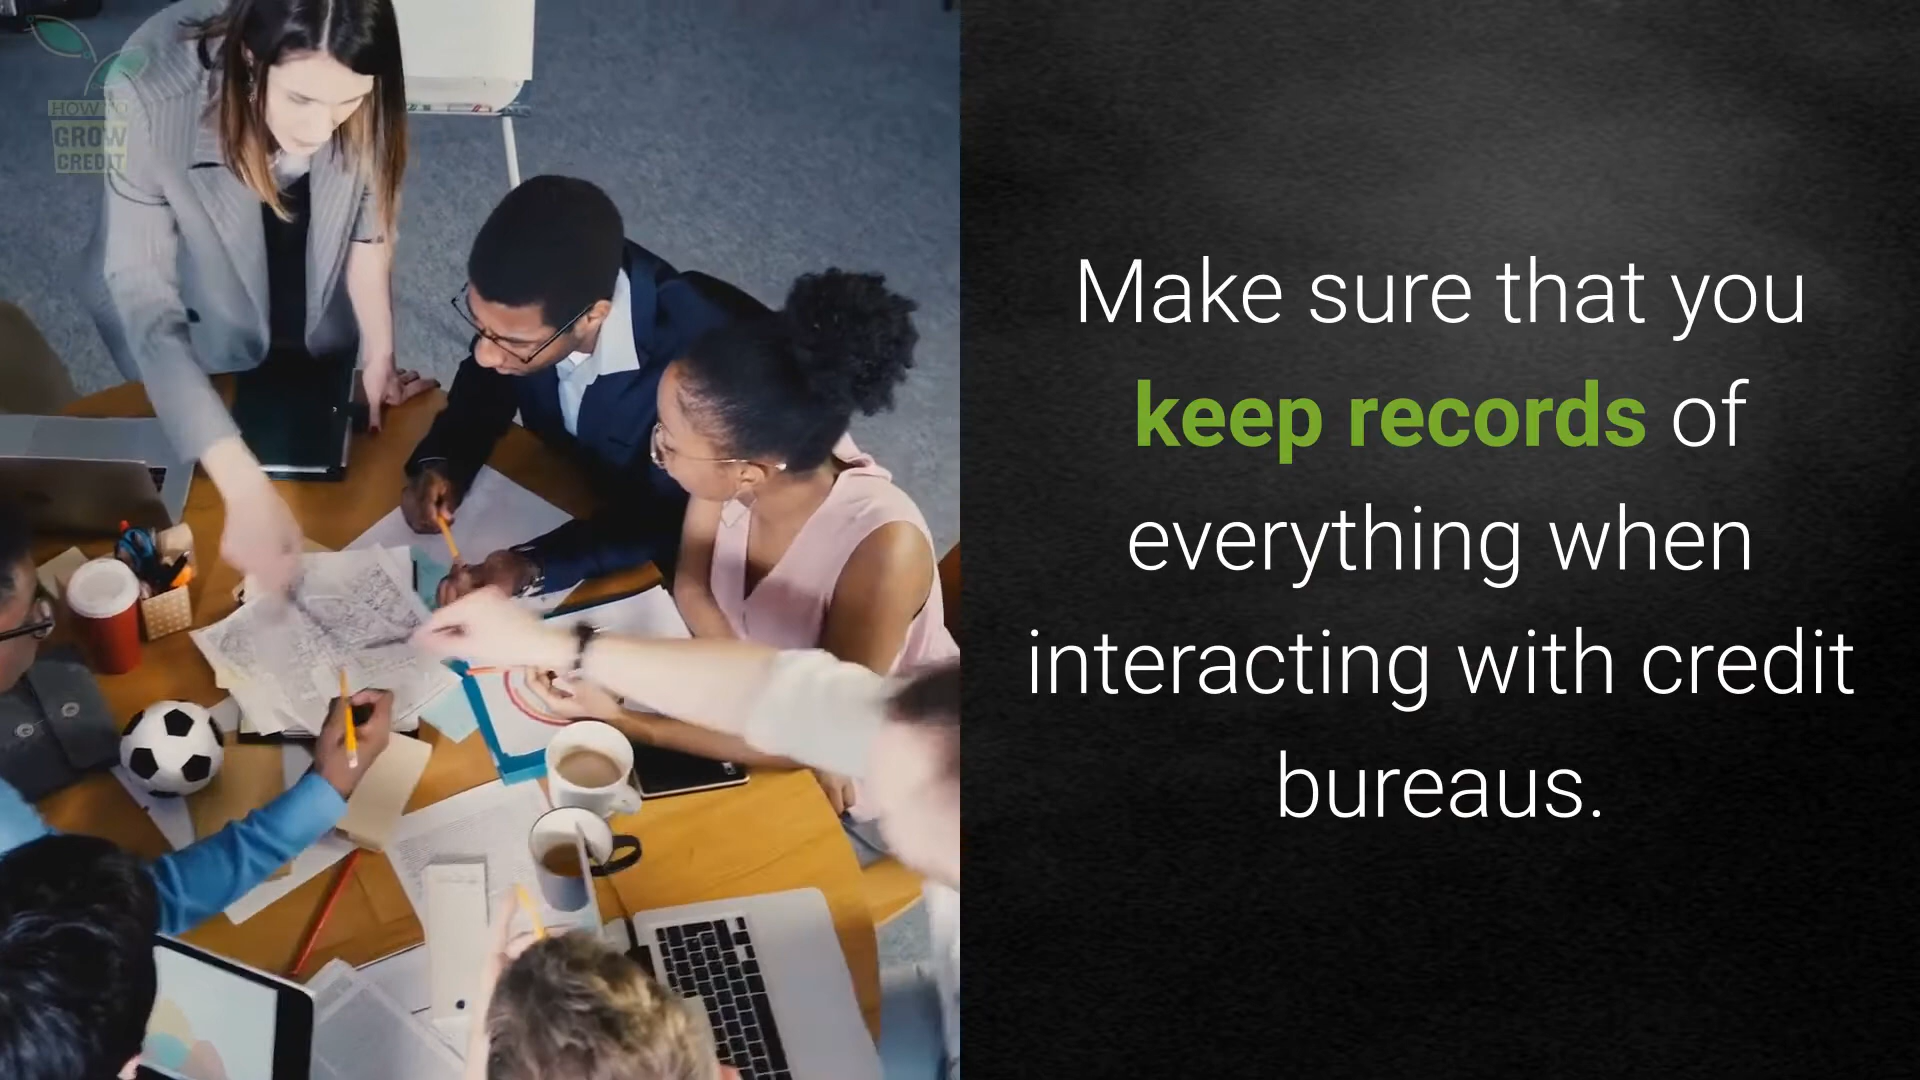 HOW TO
GROW
CREDIT
Make sure that you
keep records of
everything when
interacting with credit
bureaus.